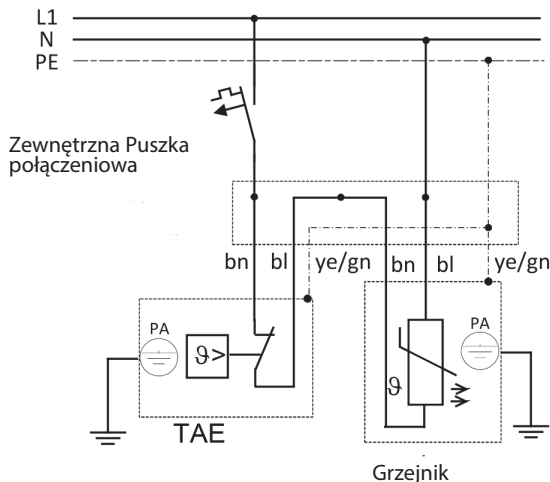 L1
N
PE
Zewnętrzna Puszka
połączeniowa
bn bl ye/gn bn bl ye/gn
PA
ϑ>
PA
ϑ
TAE
Grzejnik